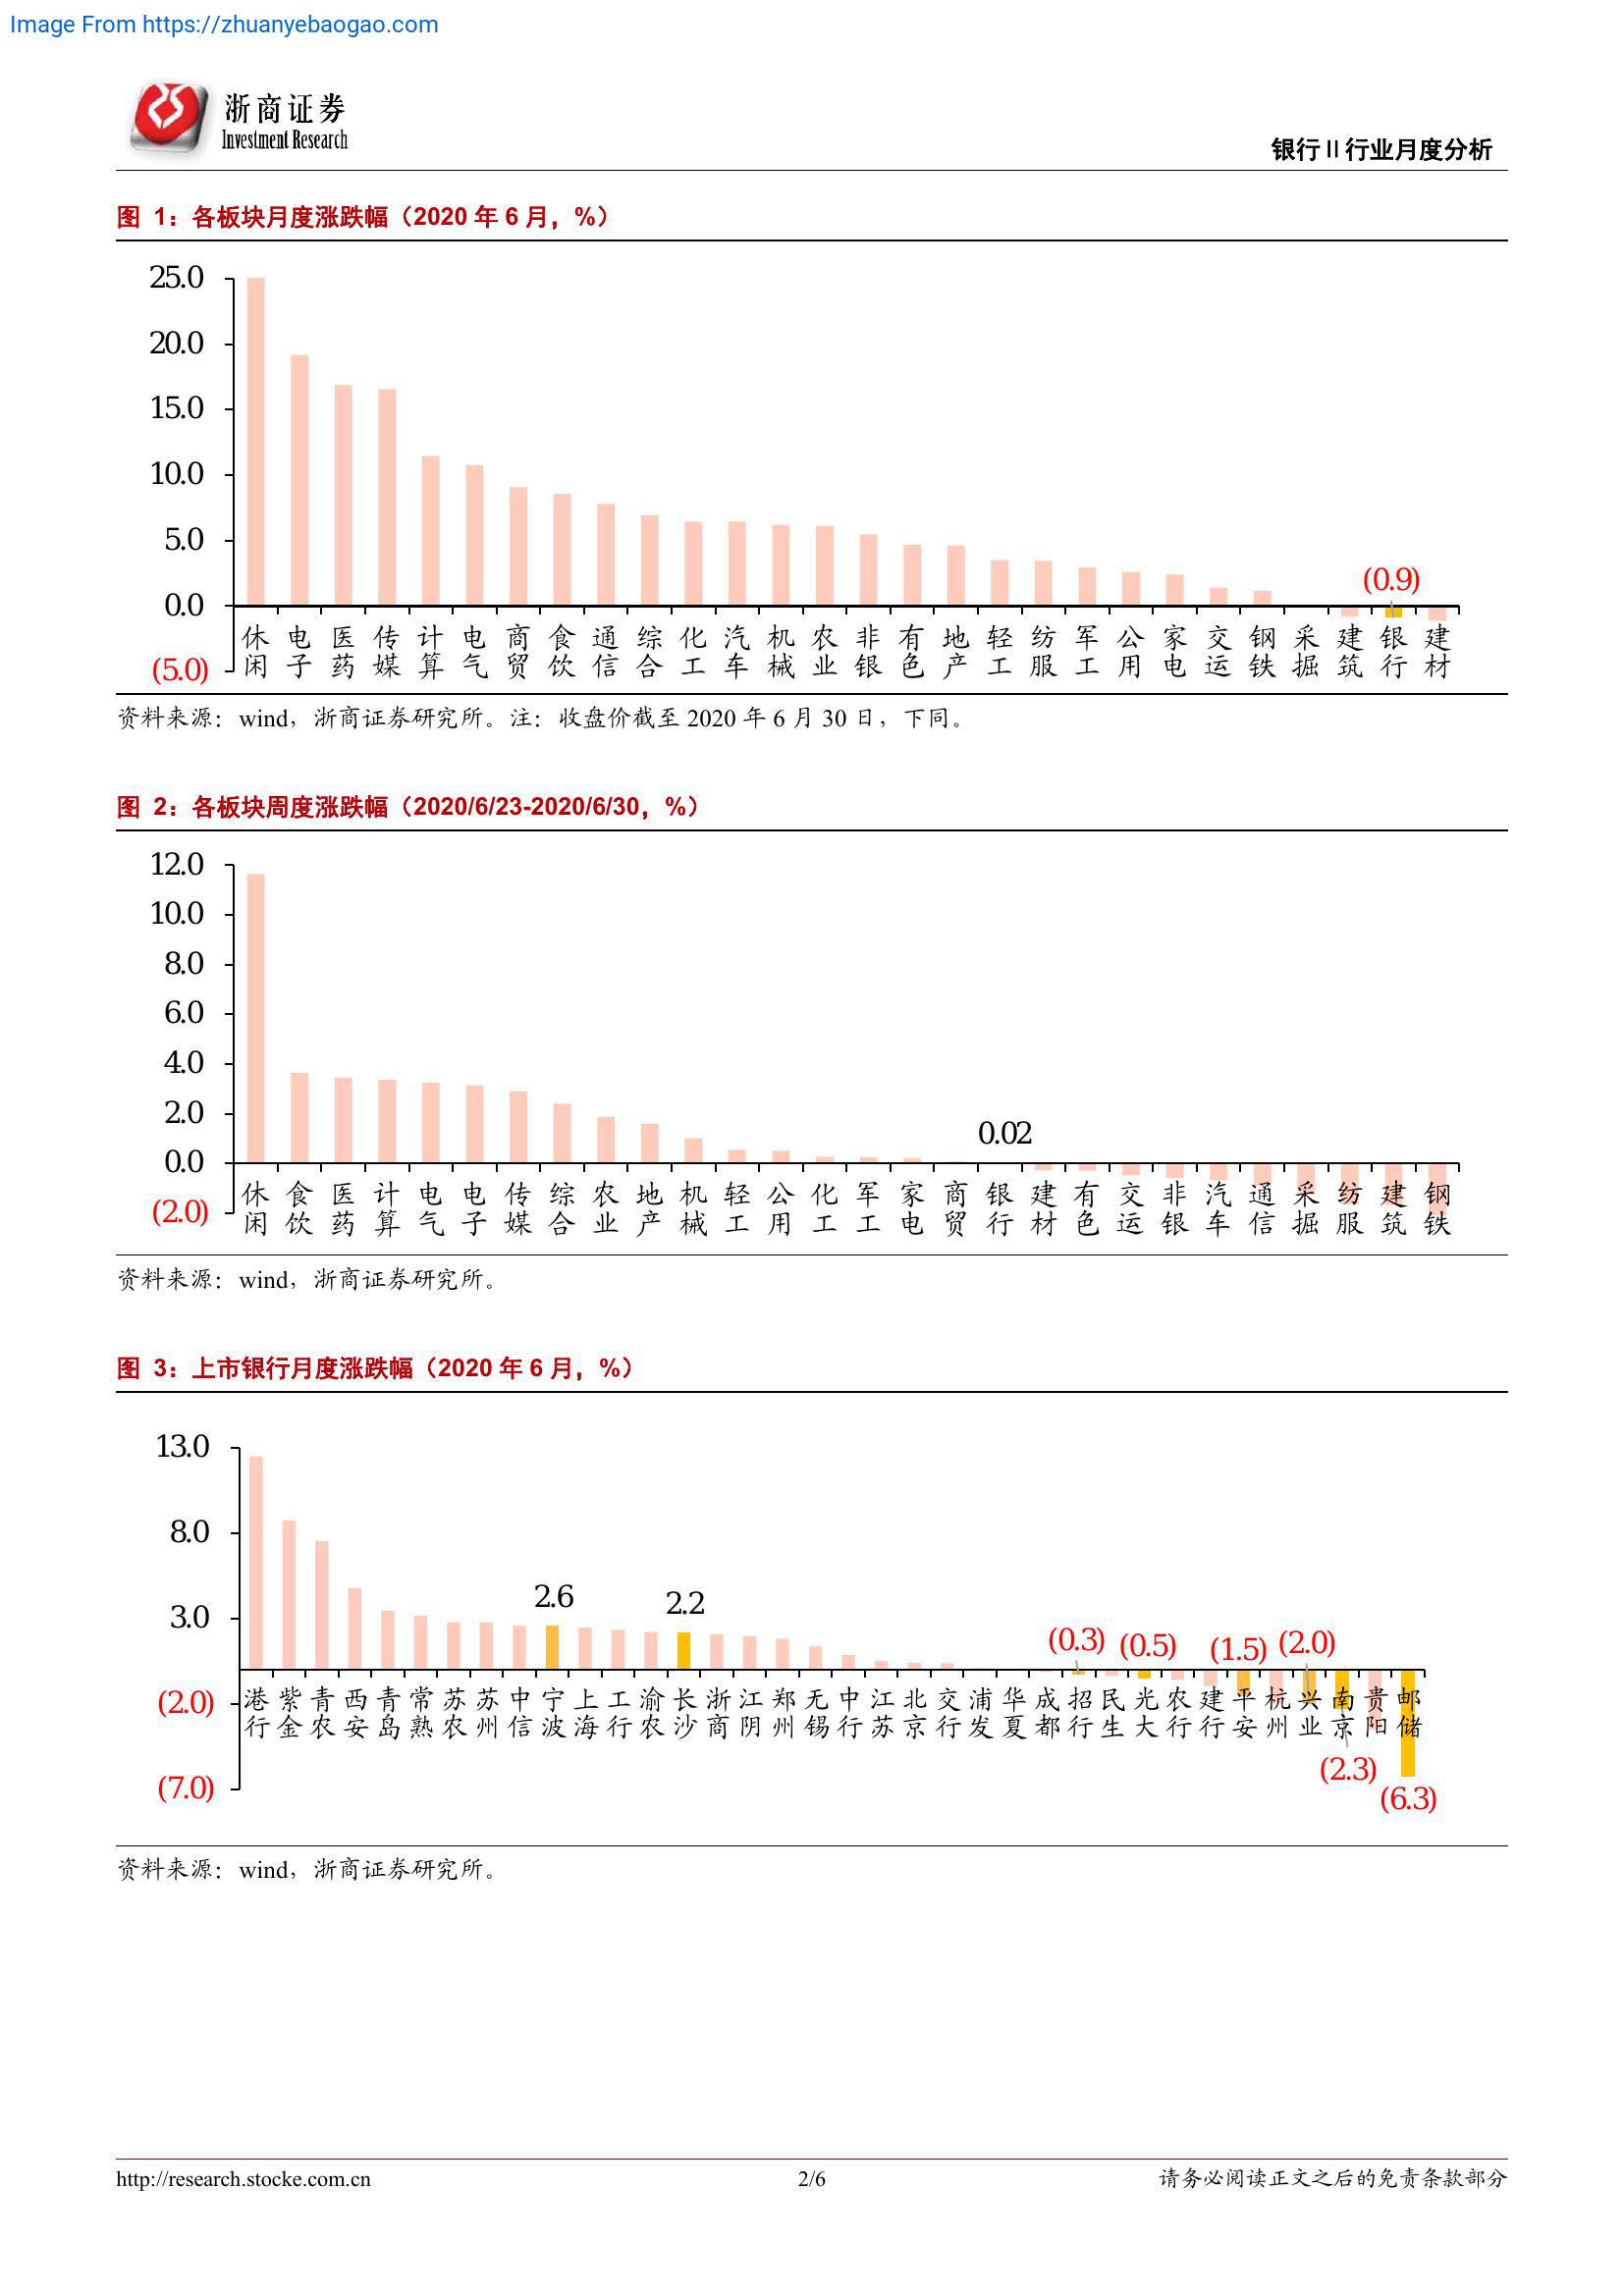 Image From https://zhuanyebaogao.com
浙商证券
Investment Research
银行Ⅱ行业月度分析
图 1：各板块月度涨跌幅（2020 年 6 月，%）
25.0
20.0
15.0
10.0
5.0
0.0
(5.0)
(0.9)
休闲 电子 医药 传媒 计算 电气 商贸 食饮 通信 综合 化工 汽车 机械 农业 非银 有色 地产 轻工 纺服 军工 公用 家电 交运 钢铁 采掘 建筑 银行 建材
资料来源：wind，浙商证券研究所。注：收盘价截至 2020 年 6 月 30 日，下同。
图 2：各板块周度涨跌幅（2020/6/23-2020/6/30，%）
12.0
10.0
8.0
6.0
4.0
2.0
0.0
(2.0)
0.02
休闲 食饮 医药 计算 电气 电子 传媒 综合 农业 地产 机械 轻工 公用 化工 军工 家电 商贸 银行 建材 有色 交运 非银 汽车 通信 采掘 纺服 建筑 钢铁
资料来源：wind，浙商证券研究所。
图 3：上市银行月度涨跌幅（2020 年 6 月，%）
13.0
8.0
3.0
(2.0)
(7.0)
2.6 2.2 (0.3) (0.5) (1.5) (2.0)
港行 紫金 青农 西安 青岛 常熟 苏农 苏州 中信 宁波 上海 工行 渝农 长沙 浙商 江阴 郑州 无锡 中行 江苏 北京 交行 浦发 华夏 成都 招行 民生 光大 农行 建行 平安 杭州 兴业 南京 贵阳 邮储
(2.3)
(6.3)
资料来源：wind，浙商证券研究所。
http://research.stocke.com.cn
2/6
请务必阅读正文之后的免责条款部分